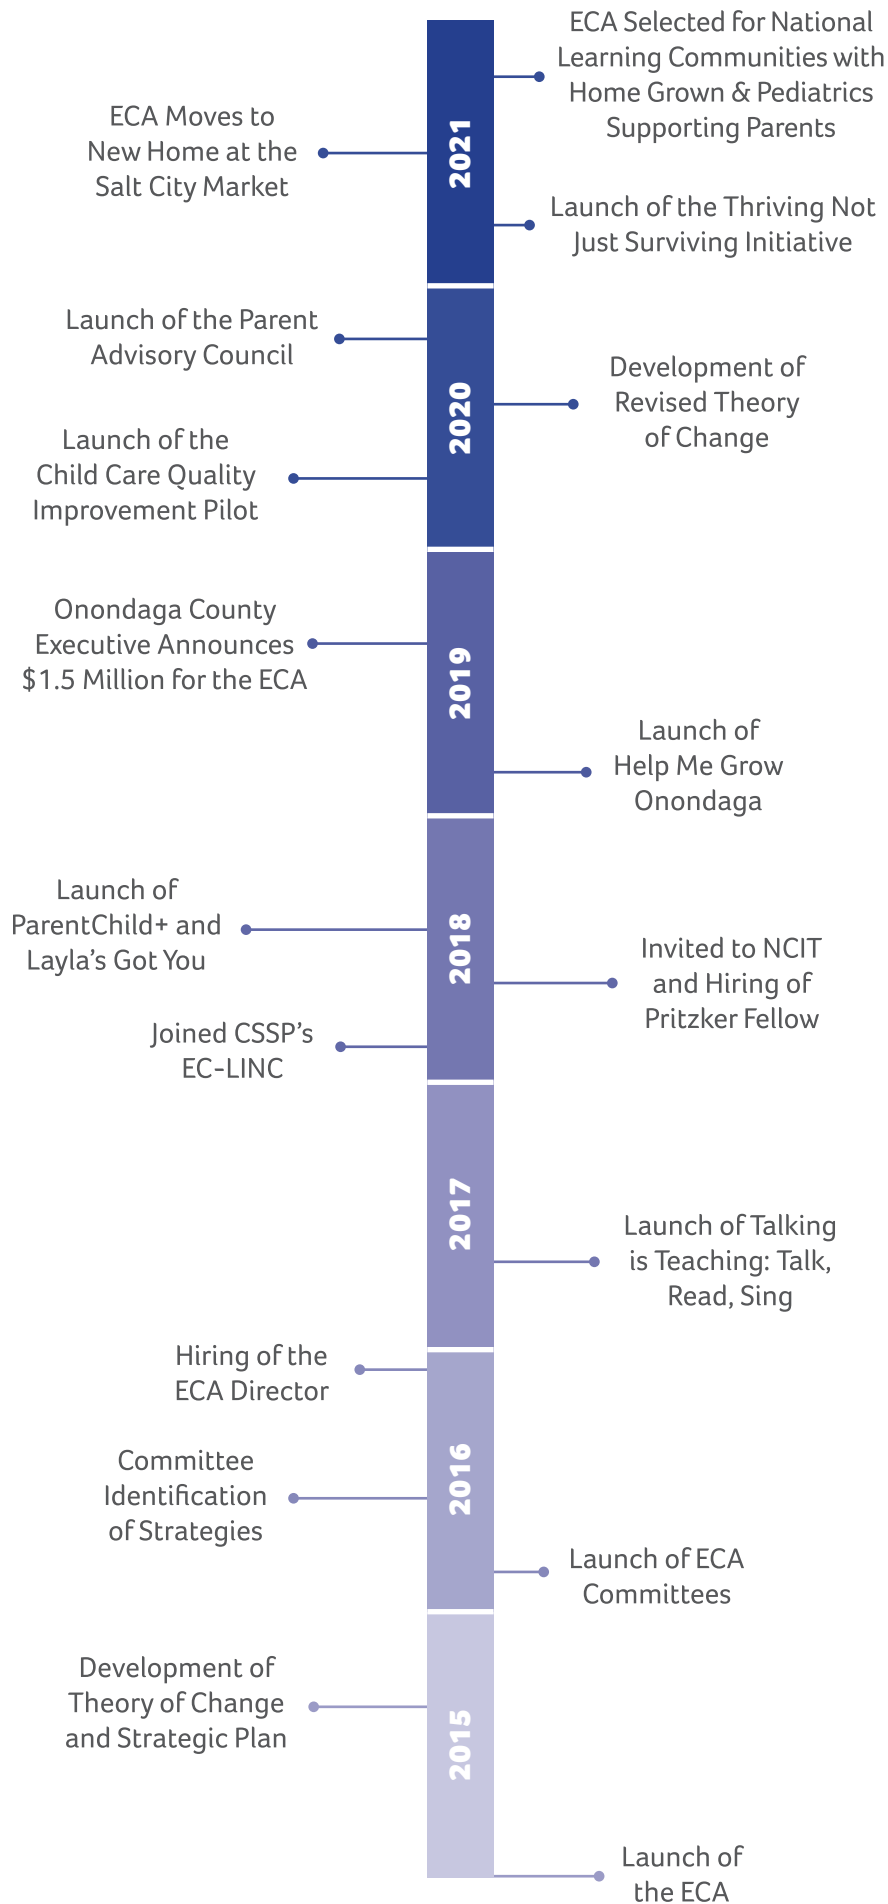 ECA Selected for National
Learning Communities with
Home Grown & Pediatrics
Supporting Parents
ECA Moves to
New Home at the
Salt City Market
2021
Launch of the Thriving Not
Just Surviving Initiative
Launch of the Parent
Advisory Council
Development of
Revised Theory
of Change
2020
Launch of the
Child Care Quality
Improvement Pilot
Onondaga County
Executive Announces
$1.5 Million for the ECA
2019
Launch of
Help Me Grow
Onondaga
Launch of
ParentChild+ and
Layla's Got You
2018
Invited to NCIT
and Hiring of
Pritzker Fellow
Joined CSSP's
EC-LINC
2017
Launch of Talking
is Teaching: Talk,
Read, Sing
Hiring of the
ECA Director
Committee
Identification
of Strategies
2016
Launch of ECA
Committees
Development of
Theory of Change
and Strategic Plan
2015
Launch of
the ECA